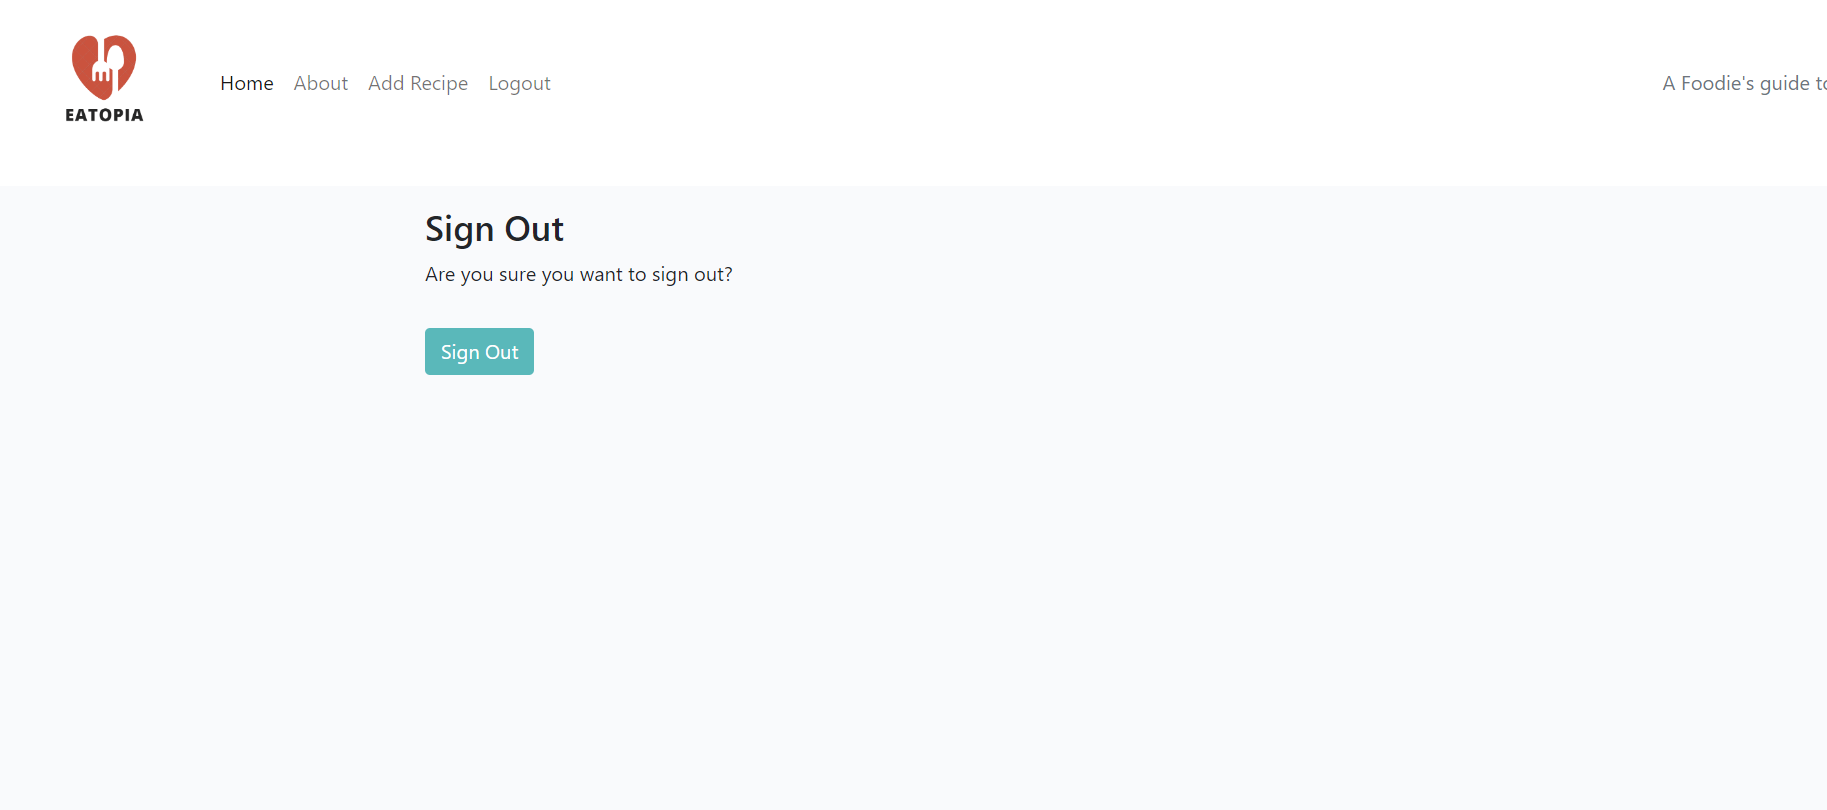 EATOPIA
Home About Add Recipe Logout
A Foodie's guide
Sign Out
Are you sure you want to sign out?
Sign Out